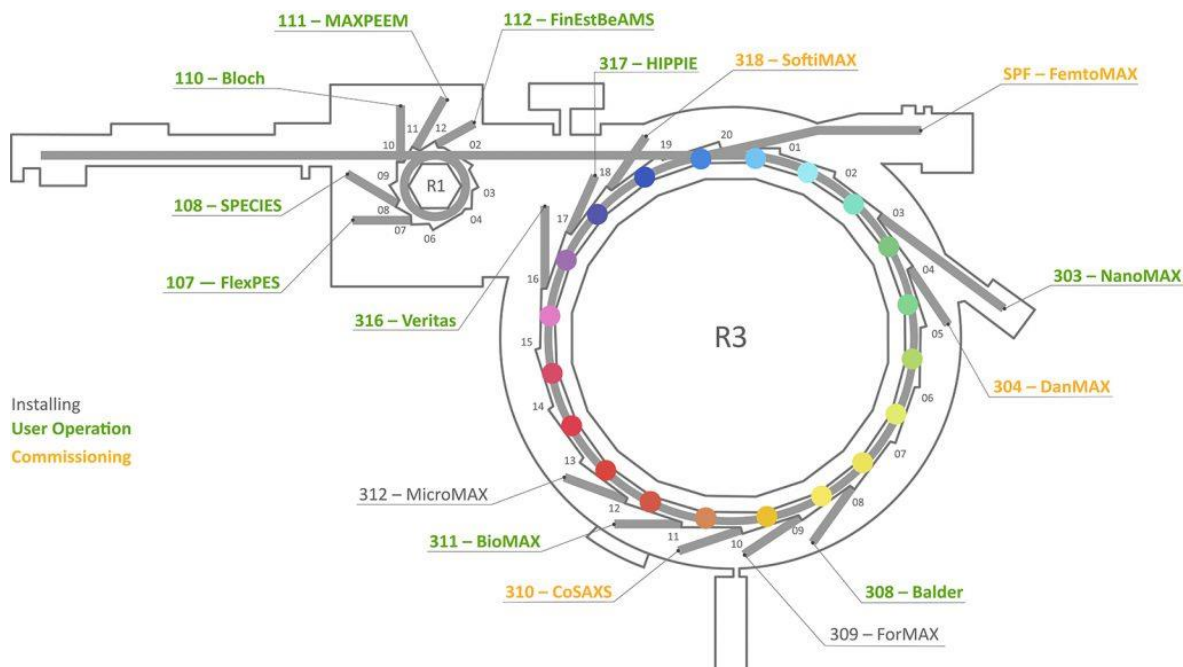 111 – MAXPEEM
112 – FinEstBeAMS
317 – HIPPIE
318 – SoftiMAX
SPF – FemtoMAX
110 – Bloch
11
12
10
02
09
R1
03
08
04
07
06
108 – SPECIES
107 — FlexPES
316 – Veritas
20
19
01
18
02
17
03
16
04
303 – NanoMAX
15
R3
05
304 – DanMAX
14
06
Installing
User Operation
Commissioning
13
07
312 – MicroMAX
12
08
11
10
09
311 – BioMAX
310 – CoSAXS
308 – Balder
309 – ForMAX